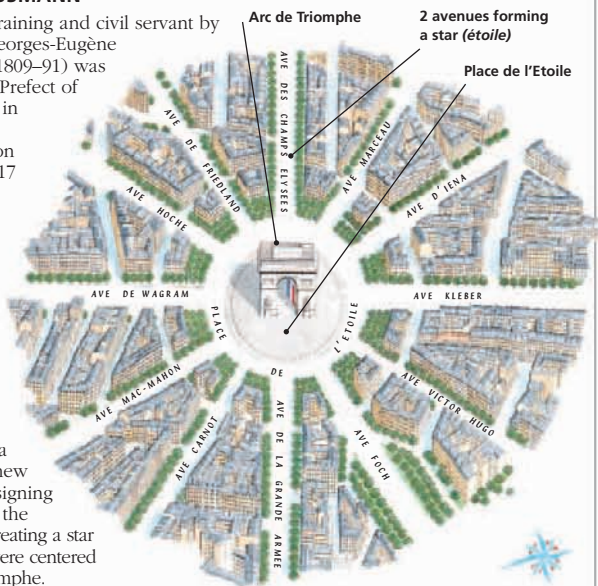 SSMANN
raining and civil servant by
eorges-Eugène
1809–91) was
Prefect of
in
on
17
a
new
signing
the
reating a star
ere centered
mphe.
Arc de Triomphe
2 avenues forming
a star (étoile)
Place de l'Etoile
AVE DES CHAMPS ELYSEES
AVE MARCEAU
AVE D'IENA
AVE KLEBER
AVE VICTOR HUGO
AVE FOCH
AVE DE LA GRANDE ARMEE
AVE CARNOT
AVE MAC-MAHON
AVE DE WAGRAM
AVE HOCHE
AVE DE FRIEDLAND
PLACE DE L'ETOILE